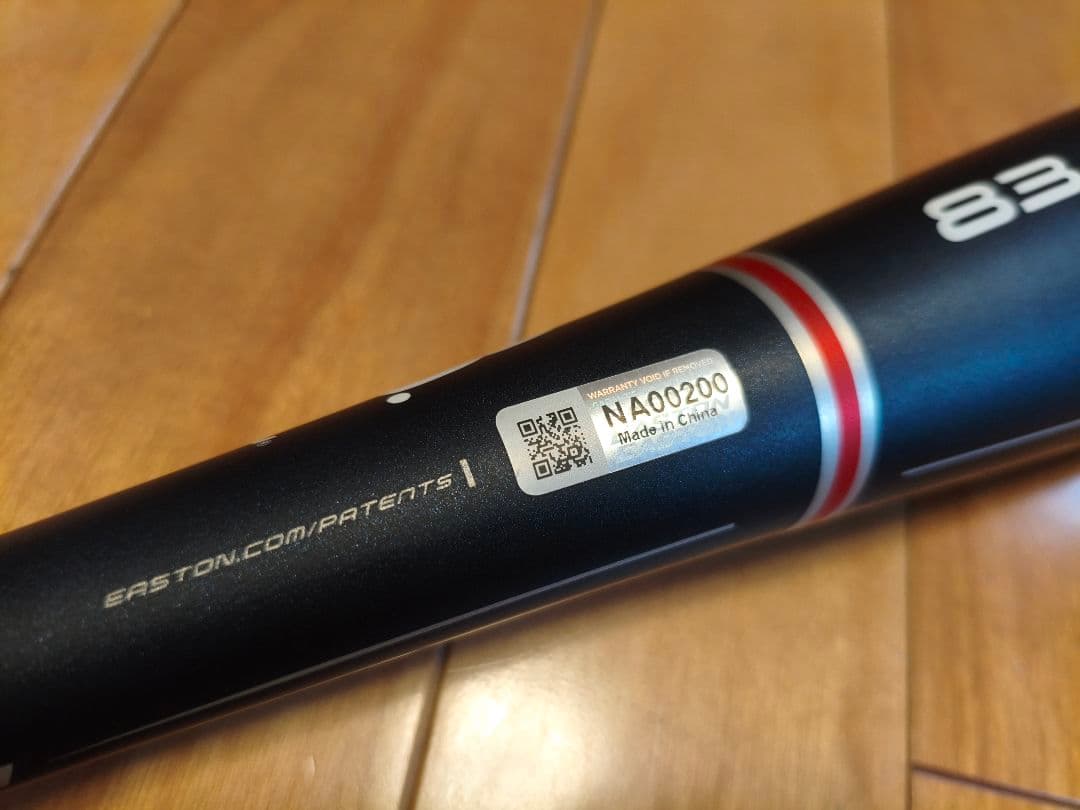 83
WARRANTY VOID IF REMOVED
NA00200
Made in China
EASTON.COM/PATENTS